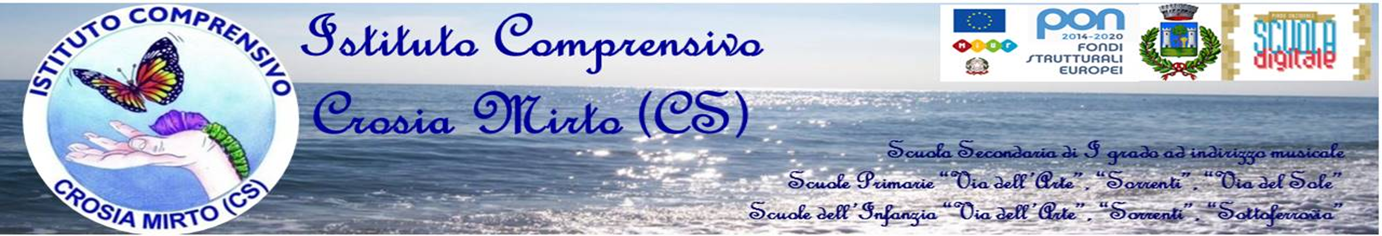 ISTITUTO COMPRENSIVO
CROSIA MIRTO (CS)
Istituto Comprensivo
Crosia Mirto (CS)
MIUR
pon
2014-2020
FONDI
STRUTTURALI
EUROPEI
SCUOLA
digitale
Scuola Secondaria di I grado ad indirizzo musicale
Scuole Primarie “Via dell’Arte”, “Sorrenti”, “Via del Sole”
Scuole dell’Infanzia “Via dell’Arte”, “Sorrenti”, “Sottoferrovia”